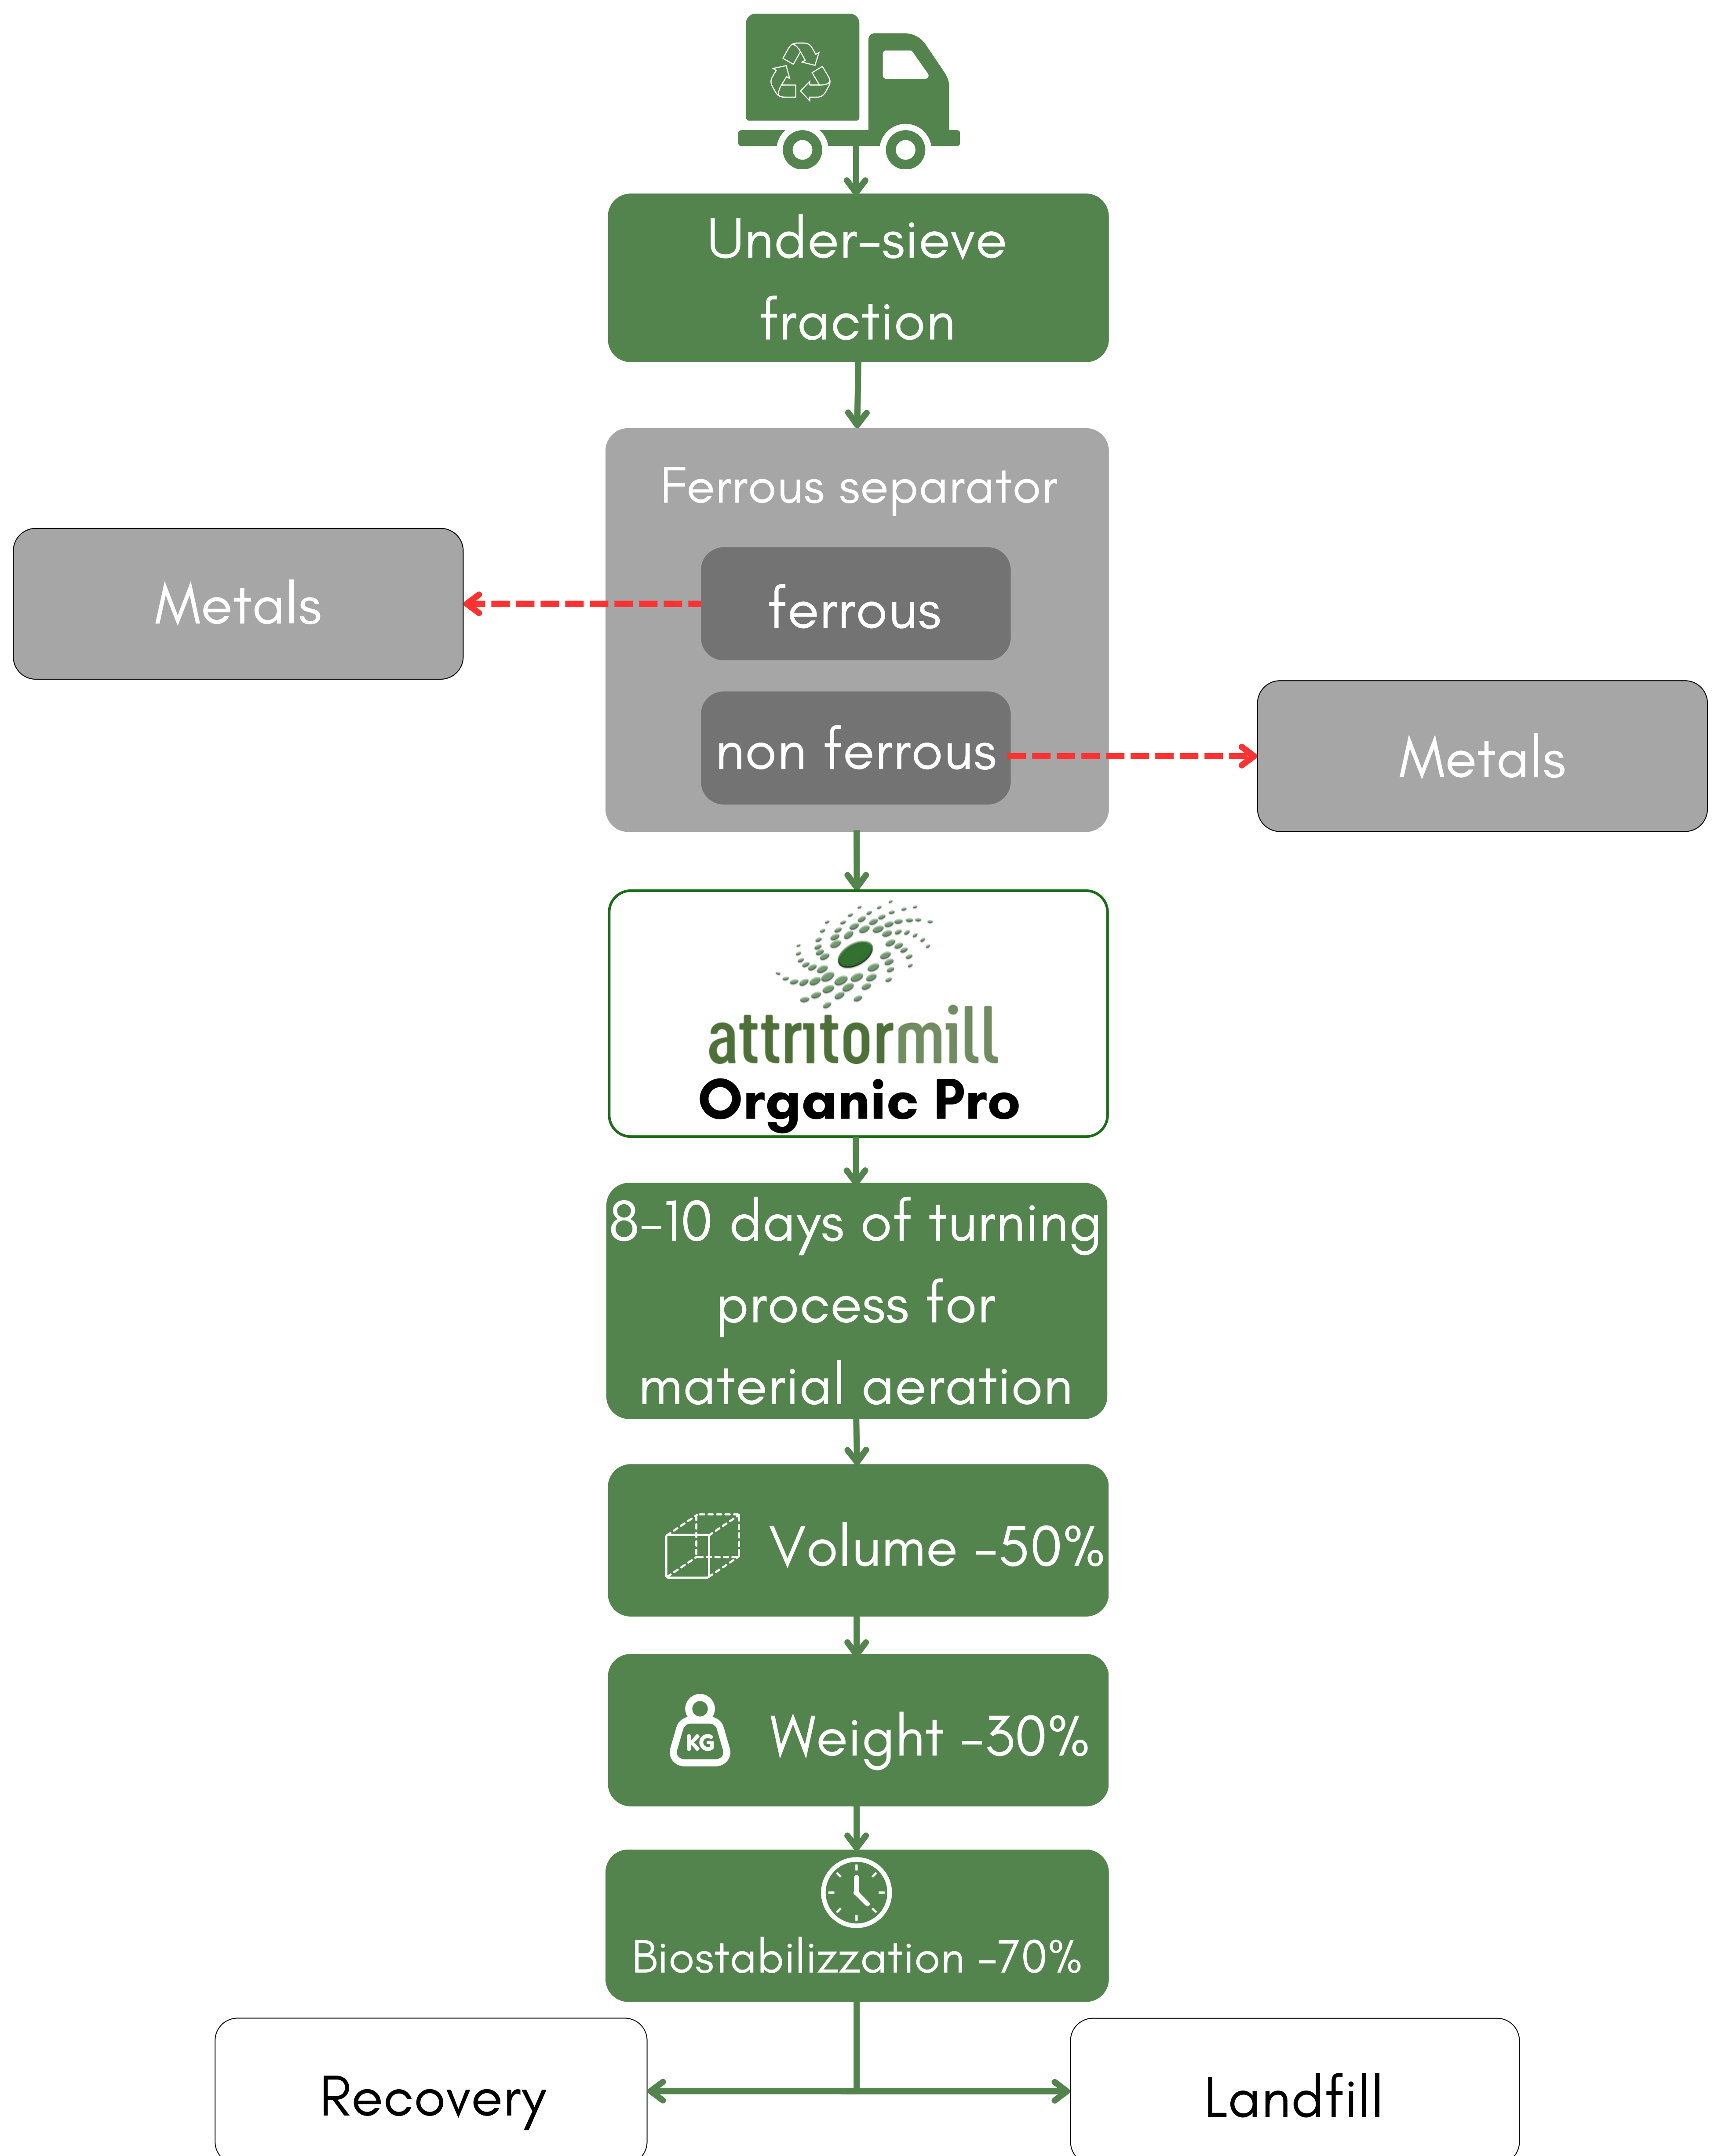 Under-sieve
fraction
Ferrous separator
ferrous
Metals
non ferrous
Metals
attritormill
Organic Pro
8-10 days of turning
process for
material aeration
Volume -50%
KG
Weight -30%
Biostabilizzation -70%
Recovery
Landfill